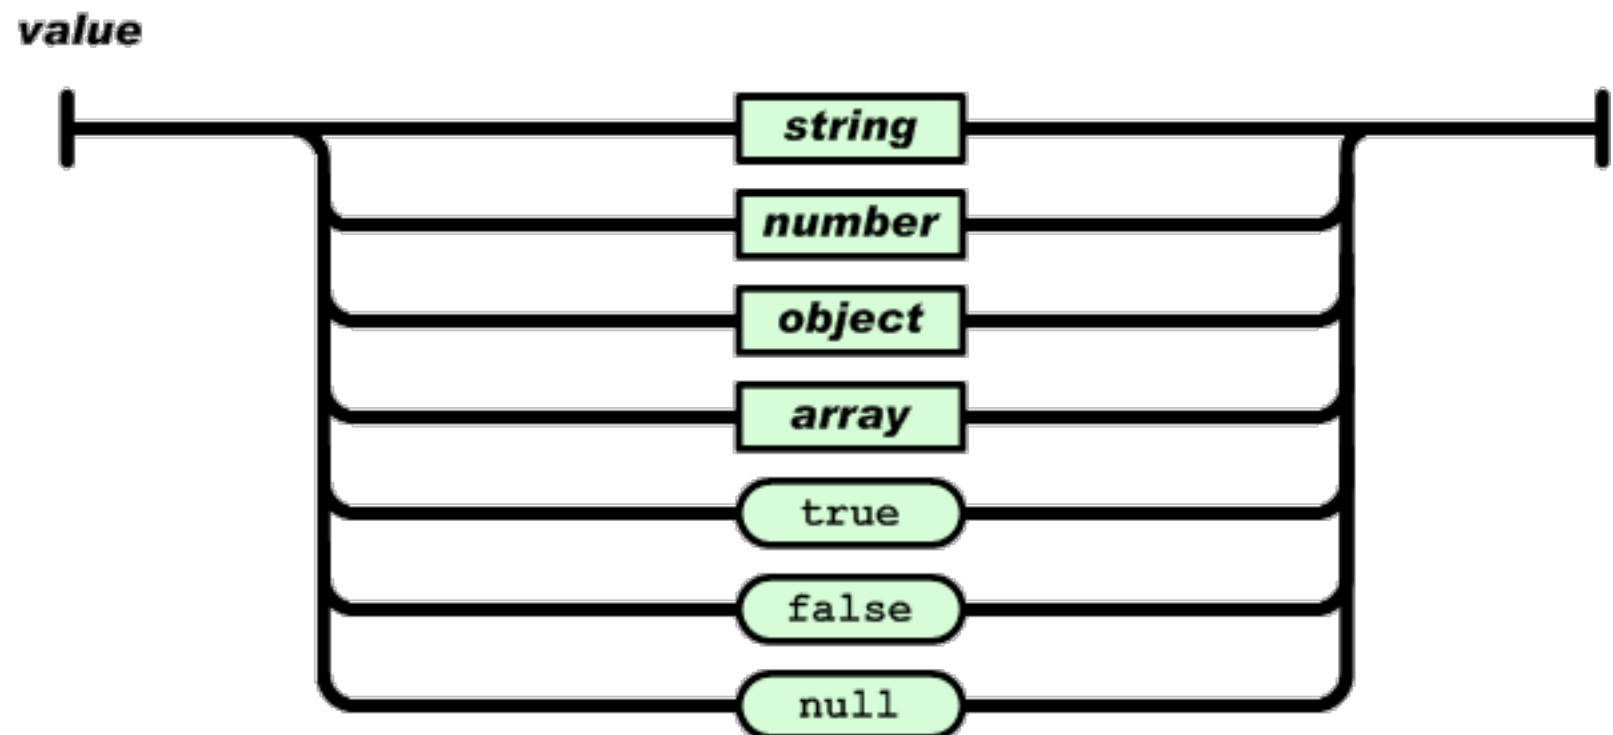 value
string
number
object
array
true
false
null